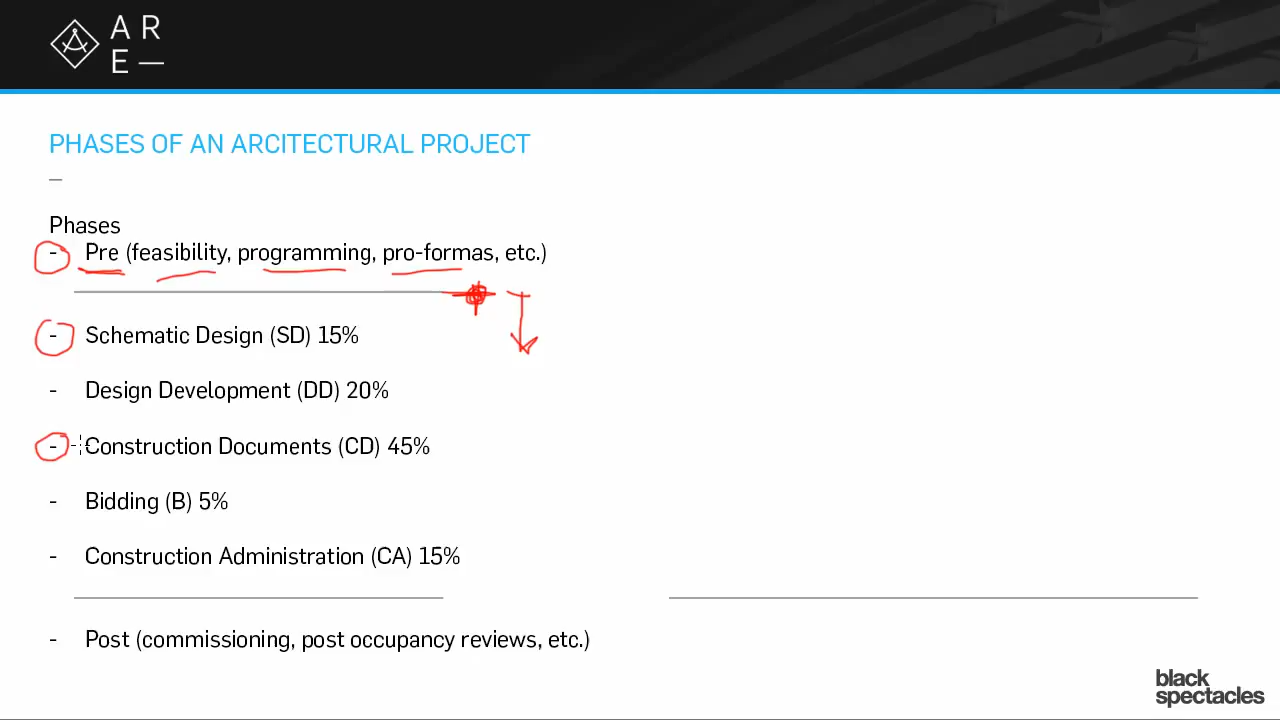 A R
E —
PHASES OF AN ARCITECTURAL PROJECT
—
Phases
- Pre (feasibility, programming, pro-formas, etc.)
- Schematic Design (SD) 15%
- Design Development (DD) 20%
- Construction Documents (CD) 45%
- Bidding (B) 5%
- Construction Administration (CA) 15%
- Post (commissioning, post occupancy reviews, etc.)
black
spectacles